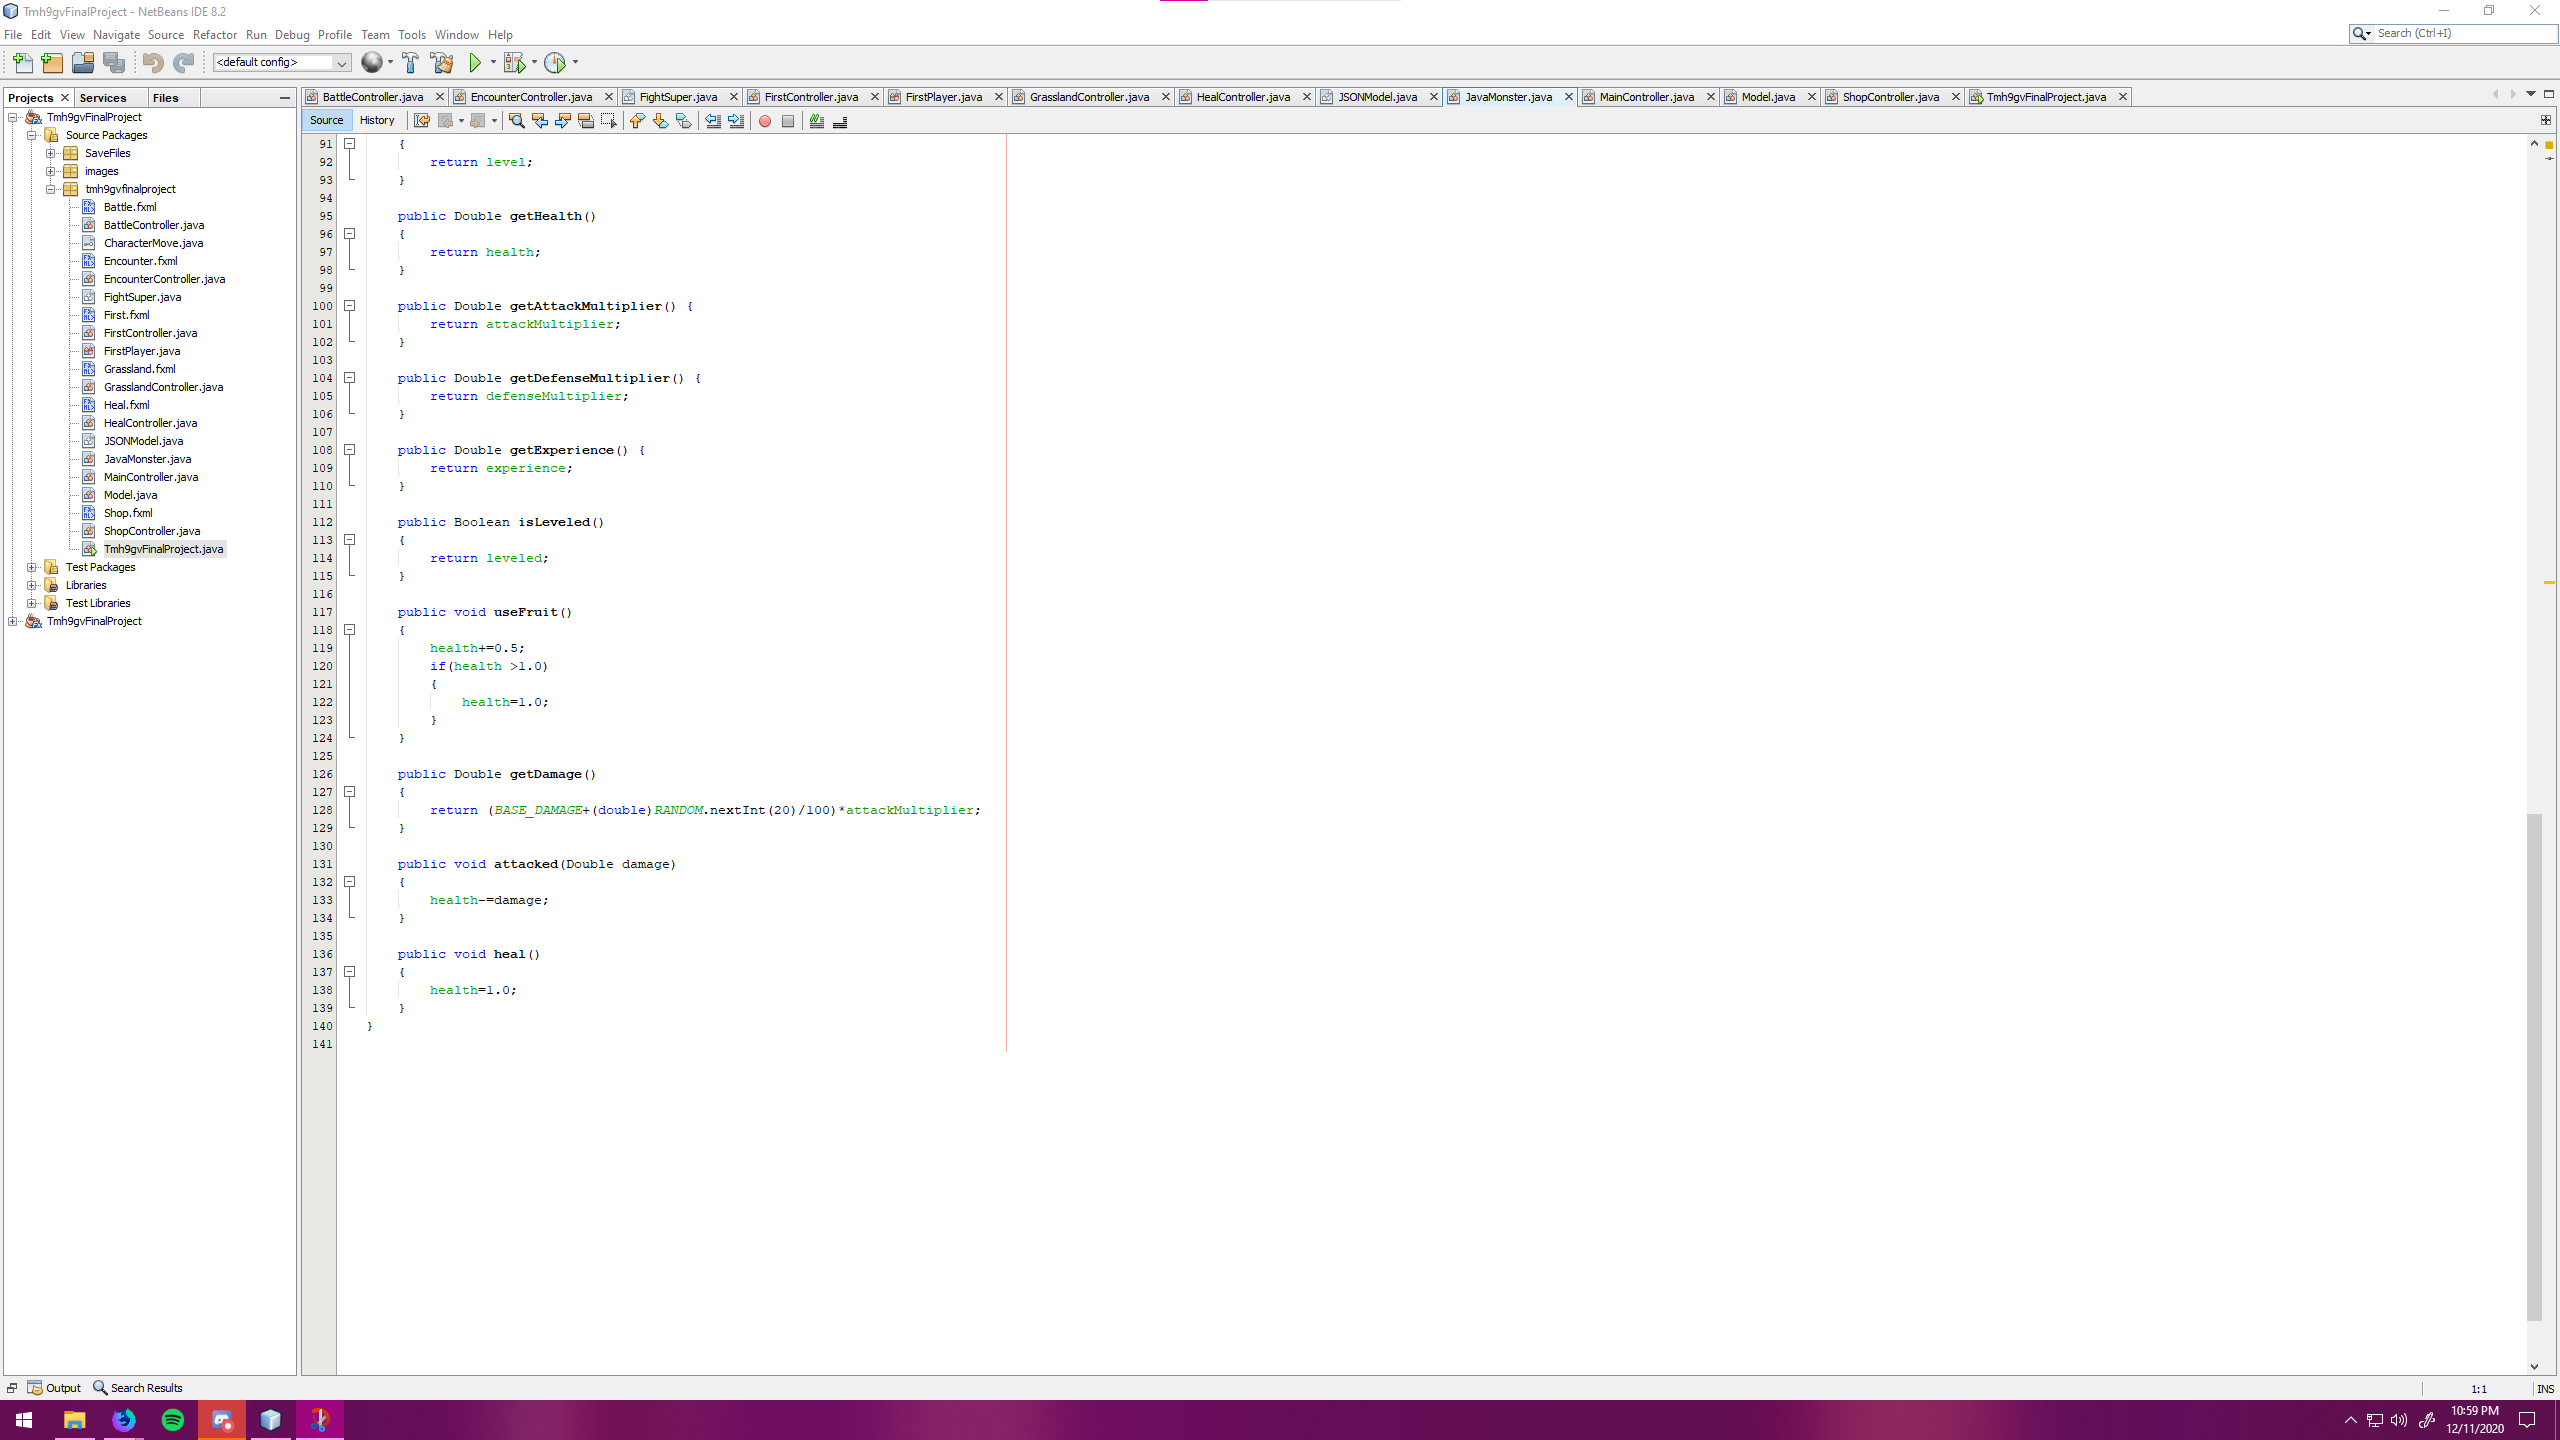 Tmh9gvFinalProject - NetBeans IDE 8.2
File Edit View Navigate Source Refactor Run Debug Profile Team Tools Window Help
Search (Ctrl+I)
<default config>
Projects Services Files
BattleController.java EncounterController.java FightSuper.java FirstController.java FirstPlayer.java GrasslandController.java HealController.java JSONModel.java JavaMonster.java MainController.java Model.java ShopController.java Tmh9gvFinalProject.java
Source History
Tmh9gvFinalProject
Source Packages
SaveFiles
images
tmh9gvfinalproject
Battle.fxml
BattleController.java
CharacterMove.java
Encounter.fxml
EncounterController.java
FightSuper.java
First.fxml
FirstController.java
FirstPlayer.java
Grassland.fxml
GrasslandController.java
Heal.fxml
HealController.java
JSONModel.java
JavaMonster.java
MainController.java
Model.java
Shop.fxml
ShopController.java
Tmh9gvFinalProject.java
Test Packages
Libraries
Test Libraries
Tmh9gvFinalProject
91 {
92 return level;
93 }
94
95 public Double getHealth()
96 {
97 return health;
98 }
99
100 public Double getAttackMultiplier() {
101 return attackMultiplier;
102 }
103
104 public Double getDefenseMultiplier() {
105 return defenseMultiplier;
106 }
107
108 public Double getExperience() {
109 return experience;
110 }
111
112 public Boolean isLeveled()
113 {
114 return leveled;
115 }
116
117 public void useFruit()
118 {
119 health+=0.5;
120 if(health >1.0)
121 {
122 health=1.0;
123 }
124 }
125
126 public Double getDamage()
127 {
128 return (BASE_DAMAGE+(double)RANDOM.nextInt(20)/100)*attackMultiplier;
129 }
130
131 public void attacked(Double damage)
132 {
133 health-=damage;
134 }
135
136 public void heal()
137 {
138 health=1.0;
139 }
140 }
141
Output Search Results
1:1 INS
10:59 PM
12/11/2020